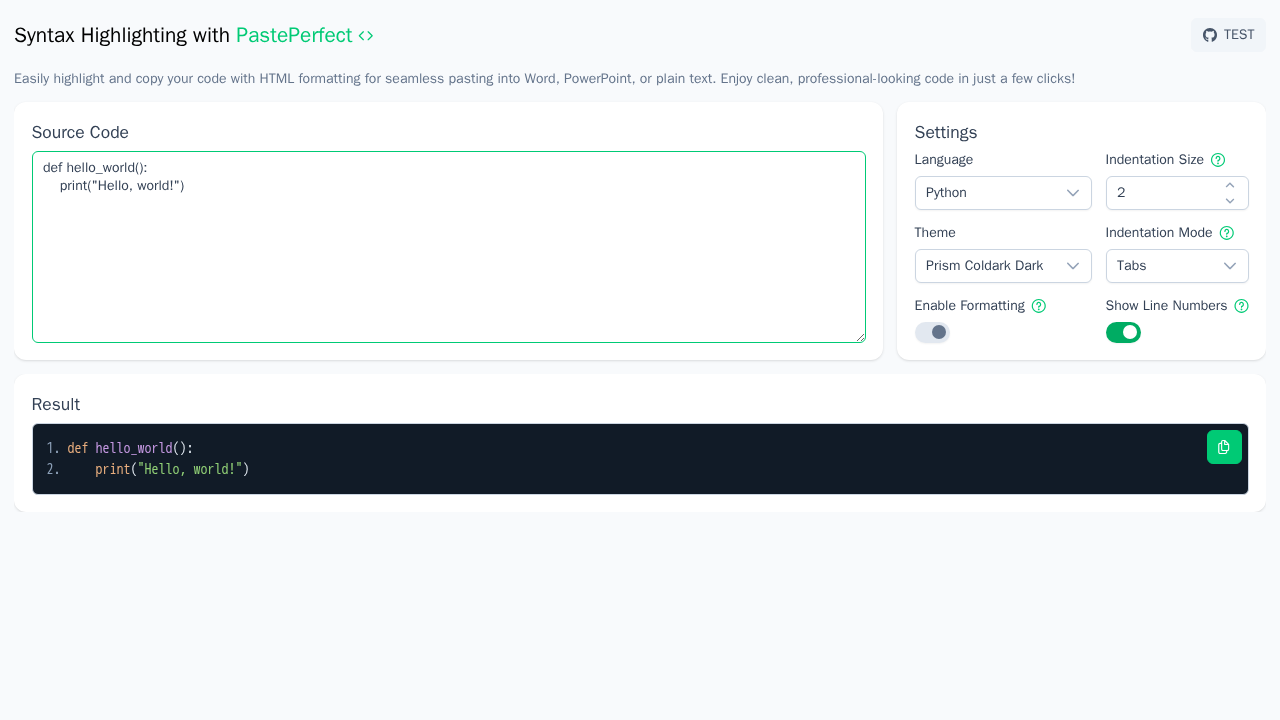 Syntax Highlighting with PastePerfect
TEST
Easily highlight and copy your code with HTML formatting for seamless pasting into Word, PowerPoint, or plain text. Enjoy clean, professional-looking code in just a few clicks!
Source Code
def hello_world():
    print("Hello, world!")
Settings
Language
Indentation Size
Python
2
Theme
Indentation Mode
Prism Coldark Dark
Tabs
Enable Formatting
Show Line Numbers
Result
1. def hello_world():
2.     print("Hello, world!")